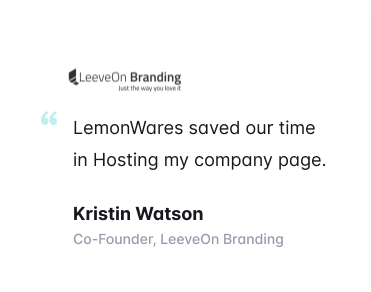 LeeveOn Branding
Just the way you love it
“
LemonWares saved our time
in Hosting my company page.
Kristin Watson
Co-Founder, LeeveOn Branding